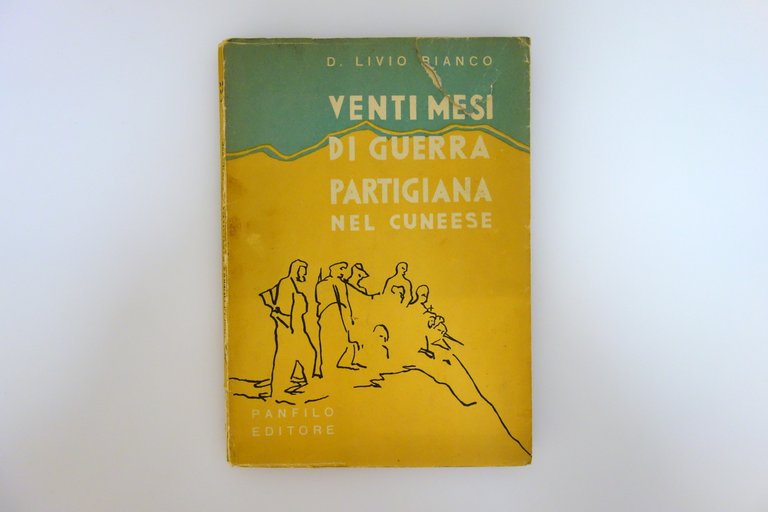 D. LIVIO BIANCO
VENTI MESI
DI GUERRA
PARTIGIANA
NEL CUNEESE
PANFILO
EDITORE